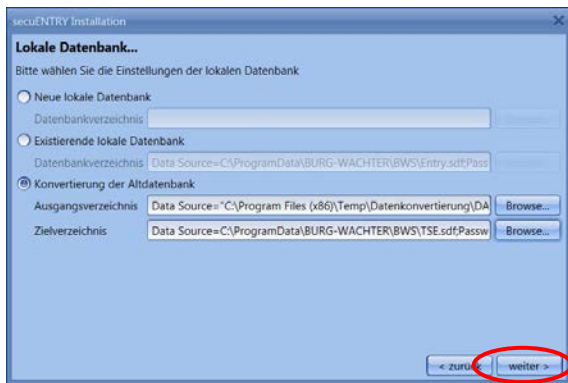 secuENTRY Installation
Lokale Datenbank...
Bitte wählen Sie die Einstellungen der lokalen Datenbank
Neue lokale Datenbank
Datenbankverzeichnis
Existierende lokale Datenbank
Datenbankverzeichnis Data Source=C:\ProgramData\BURG-WACHTER\BWS\Entry.sdf;Pass
Konvertierung der Altdatenbank
Ausgangsverzeichnis Data Source="C:\Program Files (x86)\Temp\Datenkonvertierung\DA Browse...
Zielverzeichnis Data Source=C:\ProgramData\BURG-WACHTER\BWS\TSE.sdf;Passw Browse...
< zurück weiter >